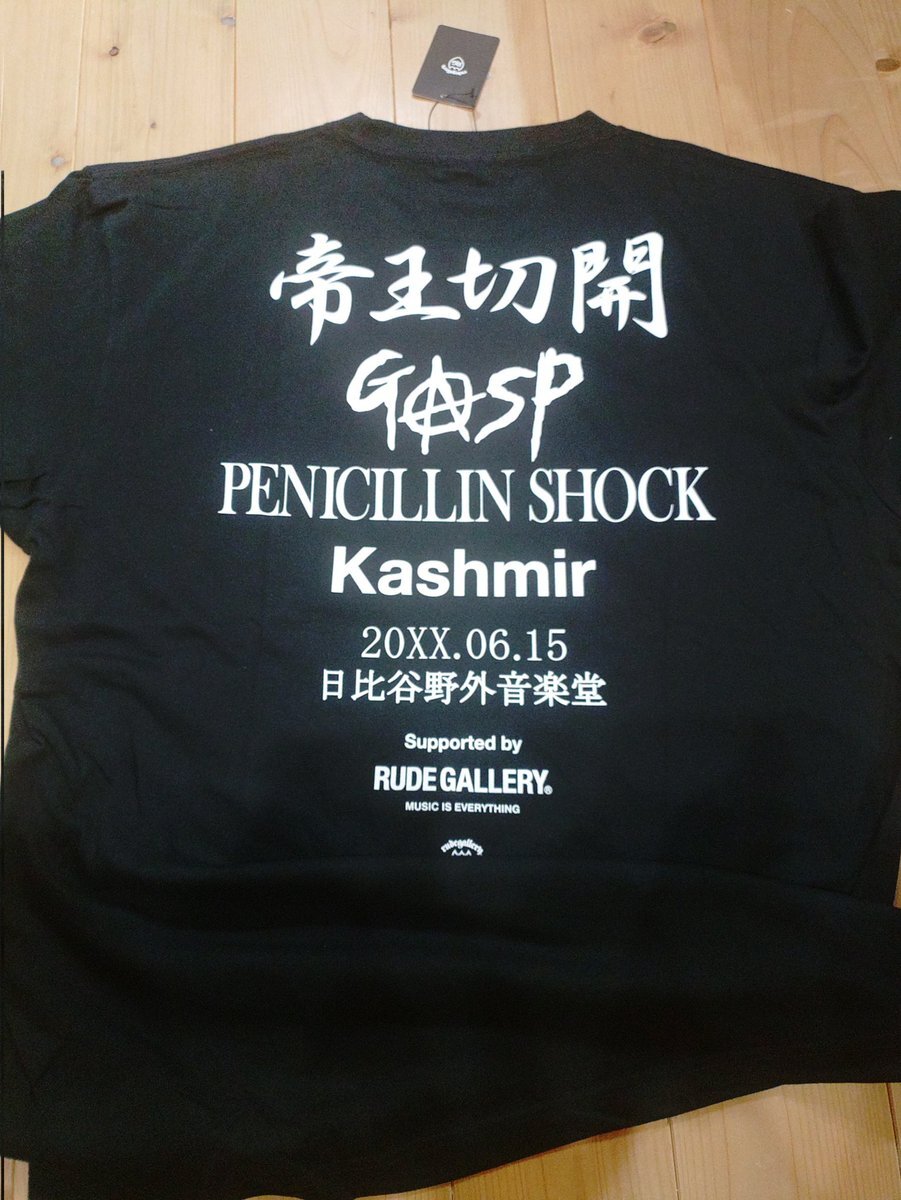 帝王切開
GASP
PENICILLIN SHOCK
Kashmir
20XX.06.15
日比谷野外音楽堂
Supported by
RUDE GALLERY®
MUSIC IS EVERYTHING
rudegallery